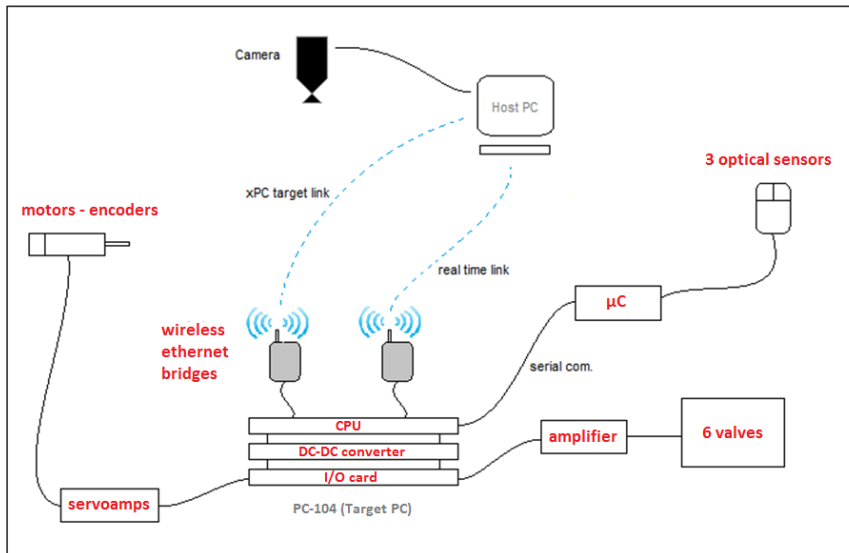 Camera
Host PC
3 optical sensors
xPC target link
motors - encoders
real time link
µC
wireless
ethernet
bridges
serial com.
CPU
amplifier
6 valves
DC-DC converter
I/O card
servoamps
PC-104 (Target PC)